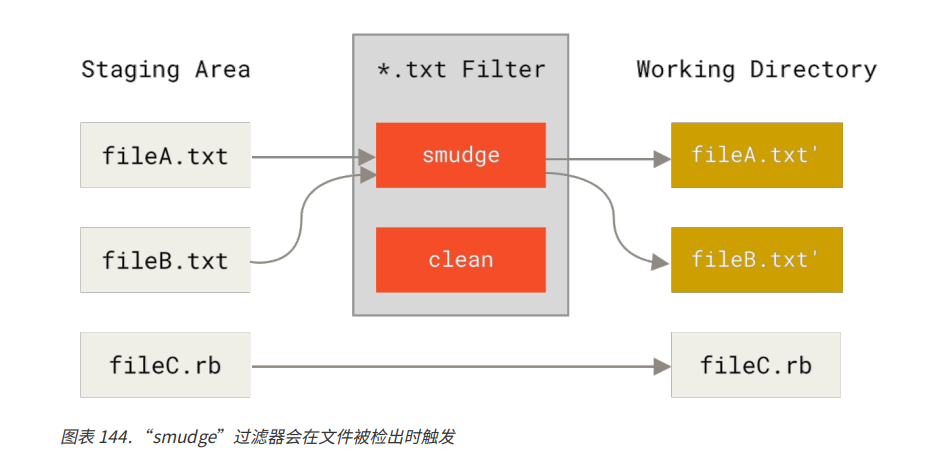 Staging Area
*.txt Filter
Working Directory
fileA.txt
smudge
fileA.txt'
fileB.txt
clean
fileB.txt'
fileC.rb
fileC.rb
图表 144. “smudge”过滤器会在文件被检出时触发